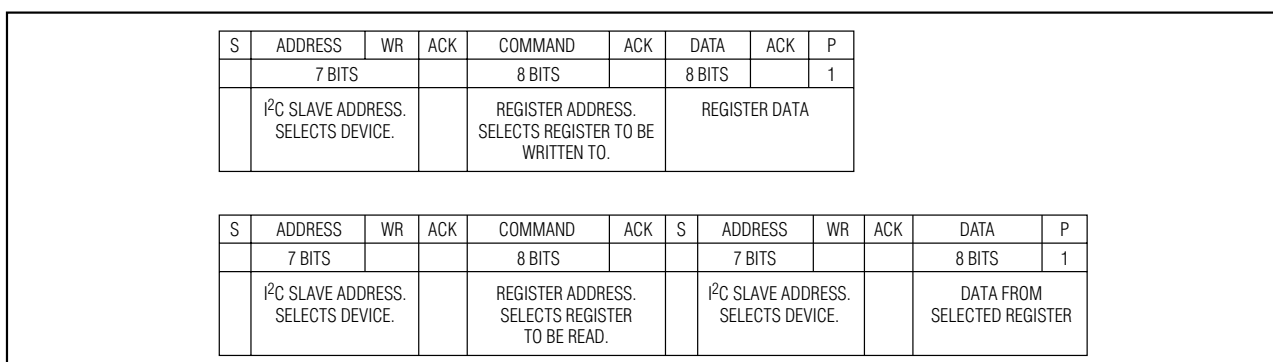 S ADDRESS WR ACK COMMAND ACK DATA ACK P
7 BITS 8 BITS 8 BITS 1
I2C SLAVE ADDRESS. REGISTER ADDRESS. REGISTER DATA
SELECTS DEVICE. SELECTS REGISTER TO BE
WRITTEN TO.
S ADDRESS WR ACK COMMAND ACK S ADDRESS WR ACK DATA P
7 BITS 8 BITS 7 BITS 8 BITS 1
I2C SLAVE ADDRESS. REGISTER ADDRESS. I2C SLAVE ADDRESS. DATA FROM
SELECTS DEVICE. SELECTS REGISTER SELECTS DEVICE. SELECTED REGISTER
TO BE READ.